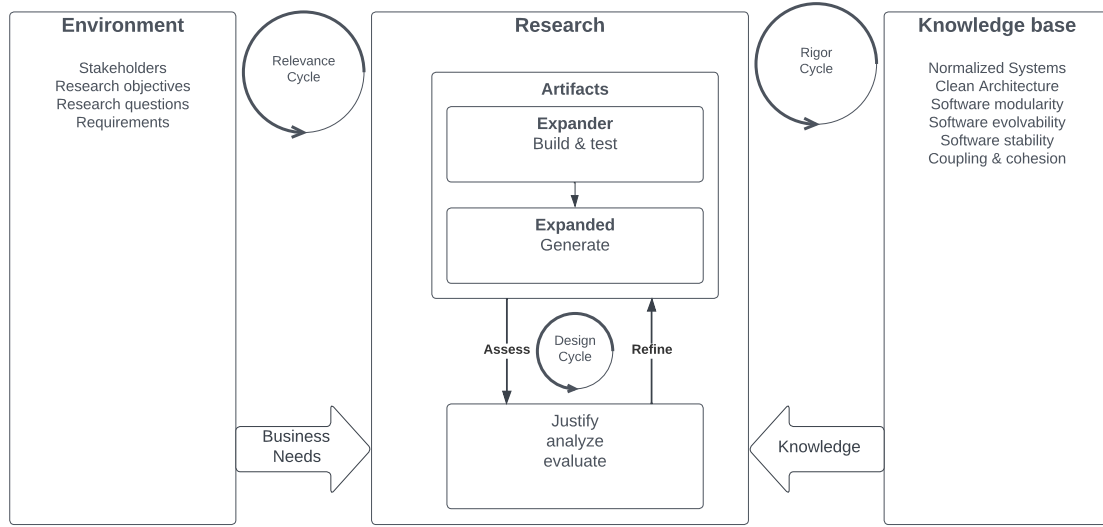 Environment
Stakeholders
Research objectives
Research questions
Requirements
Relevance
Cycle
Business
Needs
Research
Artifacts
Expander
Build & test
Expanded
Generate
Assess
Design
Cycle
Refine
Justify
analyze
evaluate
Rigor
Cycle
Knowledge
Knowledge base
Normalized Systems
Clean Architecture
Software modularity
Software evolvability
Software stability
Coupling & cohesion